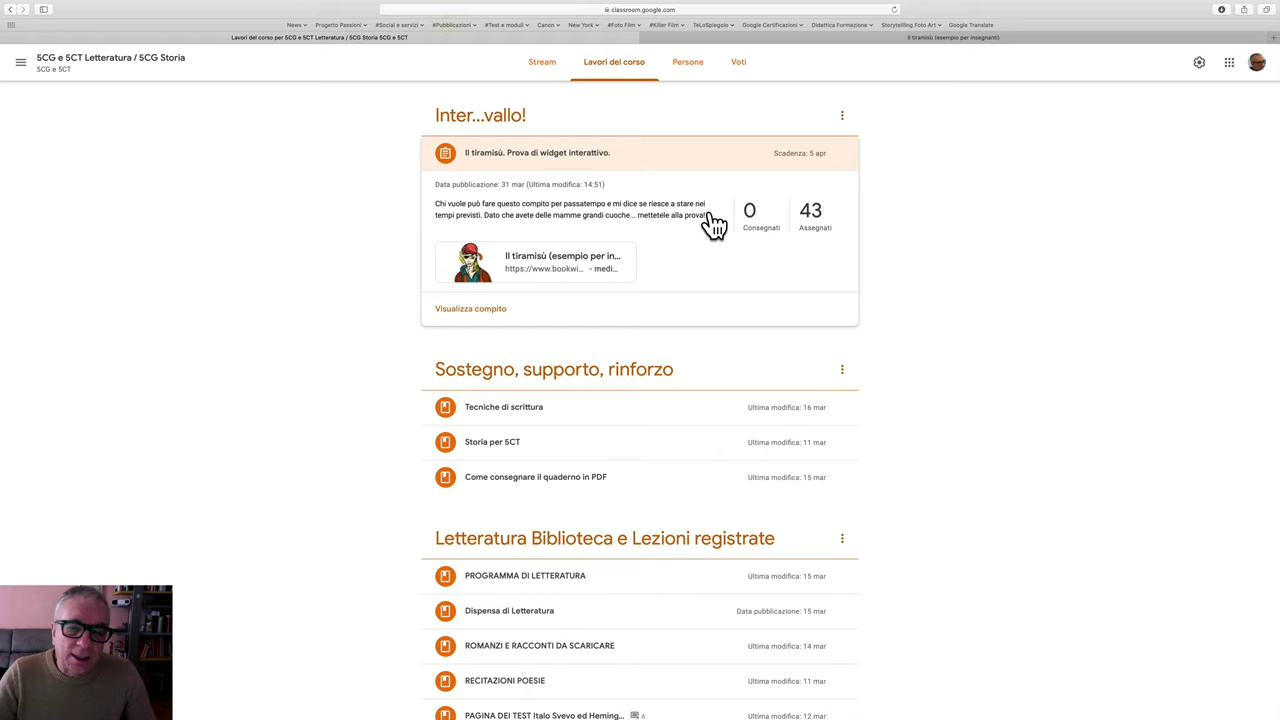 classroom.google.com
News
Progetto Passioni
#Social e servizi
#Pubblicazioni
#Test e moduli
Canon
New York
#Foto Film
#Killer Film
TeLoSpiegoio
Google Certificazioni
Didattica Formazione
Storytellling Foto Art
Google Translate
Lavori del corso per 5CG e 5CT Letteratura / 5CG Storia 5CG e 5CT
Il tiramisù (esempio per insegnanti)
5CG e 5CT Letteratura / 5CG Storia
5CG e 5CT
Stream
Lavori del corso
Persone
Voti
Inter...vallo!
Il tiramisù. Prova di widget interattivo.
Scadenza: 5 apr
Data pubblicazione: 31 mar (Ultima modifica: 14:51)
Chi vuole può fare questo compito per passatempo e mi dice se riesce a stare nei
tempi previsti. Dato che avete delle mamme grandi cuoche... mettetele alla prova!
0
Consegnati
43
Assegnati
Il tiramisù (esempio per in...
https://www.bookwi... - medi...
Visualizza compito
Sostegno, supporto, rinforzo
Tecniche di scrittura
Ultima modifica: 16 mar
Storia per 5CT
Ultima modifica: 11 mar
Come consegnare il quaderno in PDF
Ultima modifica: 15 mar
Letteratura Biblioteca e Lezioni registrate
PROGRAMMA DI LETTERATURA
Ultima modifica: 15 mar
Dispensa di Letteratura
Data pubblicazione: 15 mar
ROMANZI E RACCONTI DA SCARICARE
Ultima modifica: 14 mar
RECITAZIONI POESIE
Ultima modifica: 11 mar
PAGINA DEI TEST Italo Svevo ed Heming...
6
Ultima modifica: 12 mar